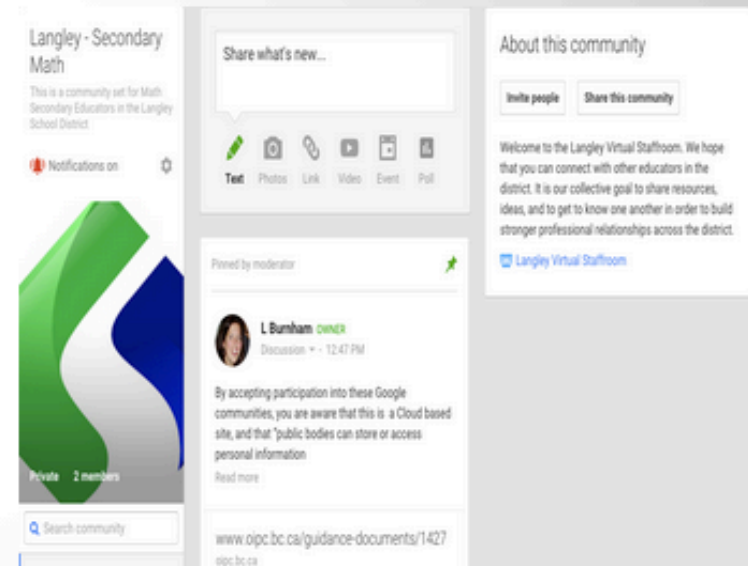 Langley - Secondary
Math
This is a community set for Math
Secondary Educators in the Langley
School District
Notifications on
Private 2 members
Search community
Share what's new...
Text Photos Link Video Event Poll
Pinned by moderator
L Burnham OWNER
Discussion - 12:47 PM
By accepting participation into these Google
communities, you are aware that this is a Cloud based
site, and that "public bodies can store or access
personal information
Read more
www.oipc.bc.ca/guidance-documents/1427
oipc.bc.ca
About this community
Invite people Share this community
Welcome to the Langley Virtual Staffroom. We hope
that you can connect with other educators in the
district. It is our collective goal to share resources,
ideas, and to get to know one another in order to build
stronger professional relationships across the district.
Langley Virtual Staffroom